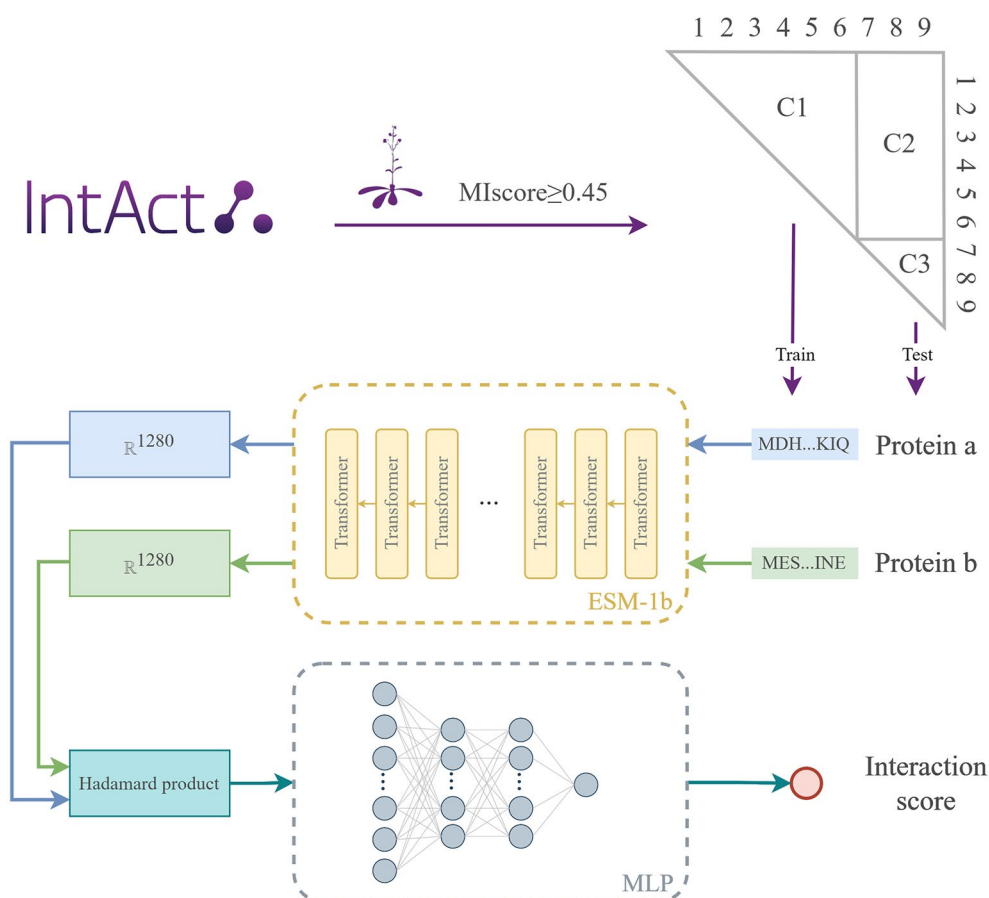 1 2 3 4 5 6 7 8 9
1 2 3 4 5 6 7 8 9
C1
C2
C3
IntAct
MIscore≥0.45
Train
Test
ℝ1280
Transformer
Transformer
Transformer
...
Transformer
Transformer
Transformer
MDH...KIQ
Protein a
ℝ1280
MES...INE
Protein b
ESM-1b
Hadamard product
Interaction
score
MLP